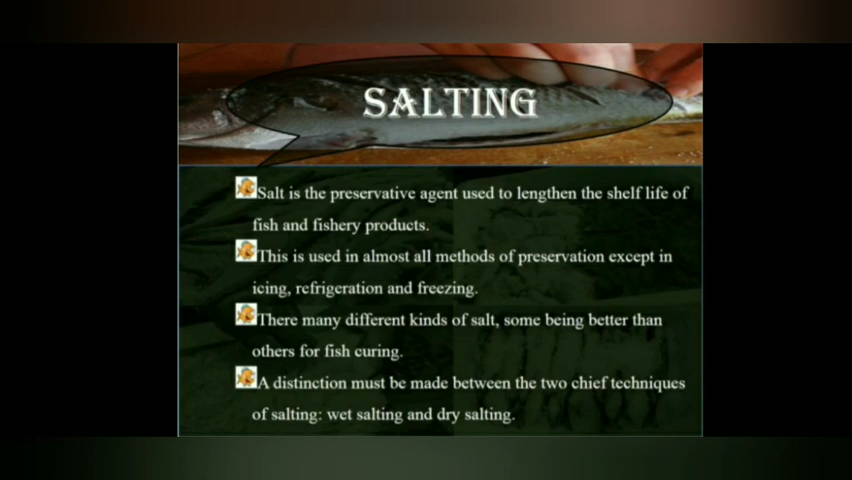 SALTING
Salt is the preservative agent used to lengthen the shelf life of
fish and fishery products.
This is used in almost all methods of preservation except in
icing, refrigeration and freezing.
There many different kinds of salt, some being better than
others for fish curing.
A distinction must be made between the two chief techniques
of salting: wet salting and dry salting.